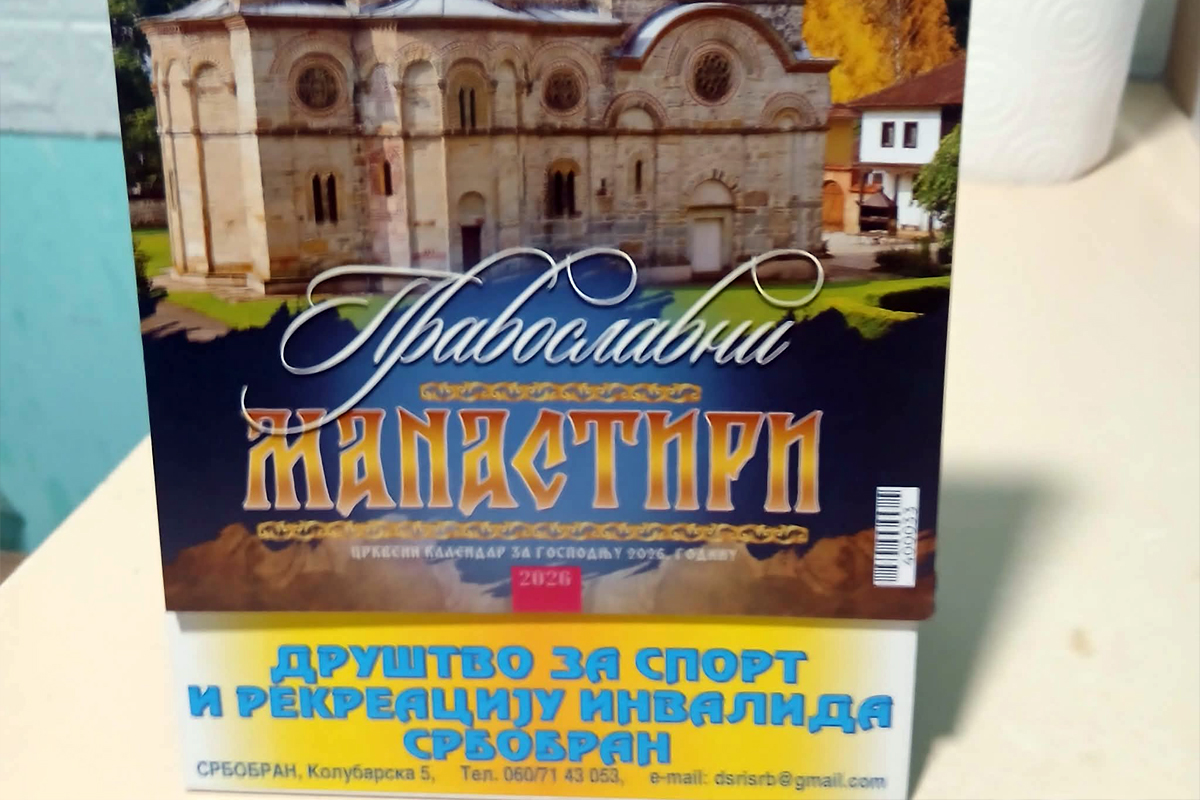 Православни
МАНАСТИРИ
ЦРКВЕНИ КАЛЕНДАР ЗА ГОСПОДЊУ 2026. ГОДИНУ
2026
400033
ДРУШТВО ЗА СПОРТ
И РЕКРЕАЦИЈУ ИНВАЛИДА
СРБОБРАН
СРБОБРАН, Колубарска 5, Тел. 060/71 43 053, e-mail: dsrisrb@gmail.com